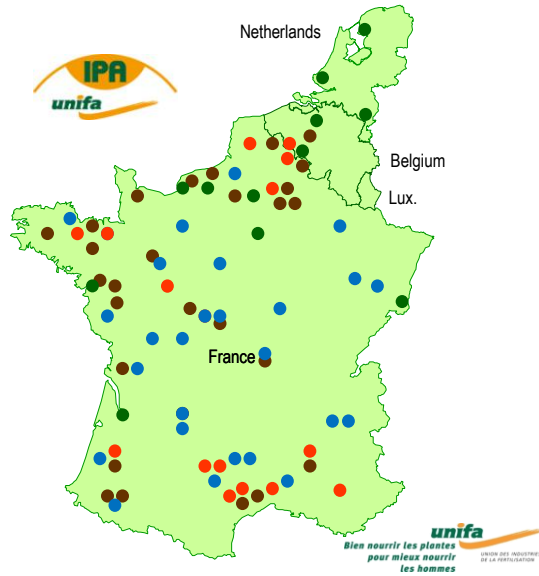 Netherlands
IPA
unifa
Belgium
Lux.
France
unifa
Bien nourrir les plantes
pour mieux nourrir
les hommes
UNION DES INDUSTRIES
DE LA FERTILISATION